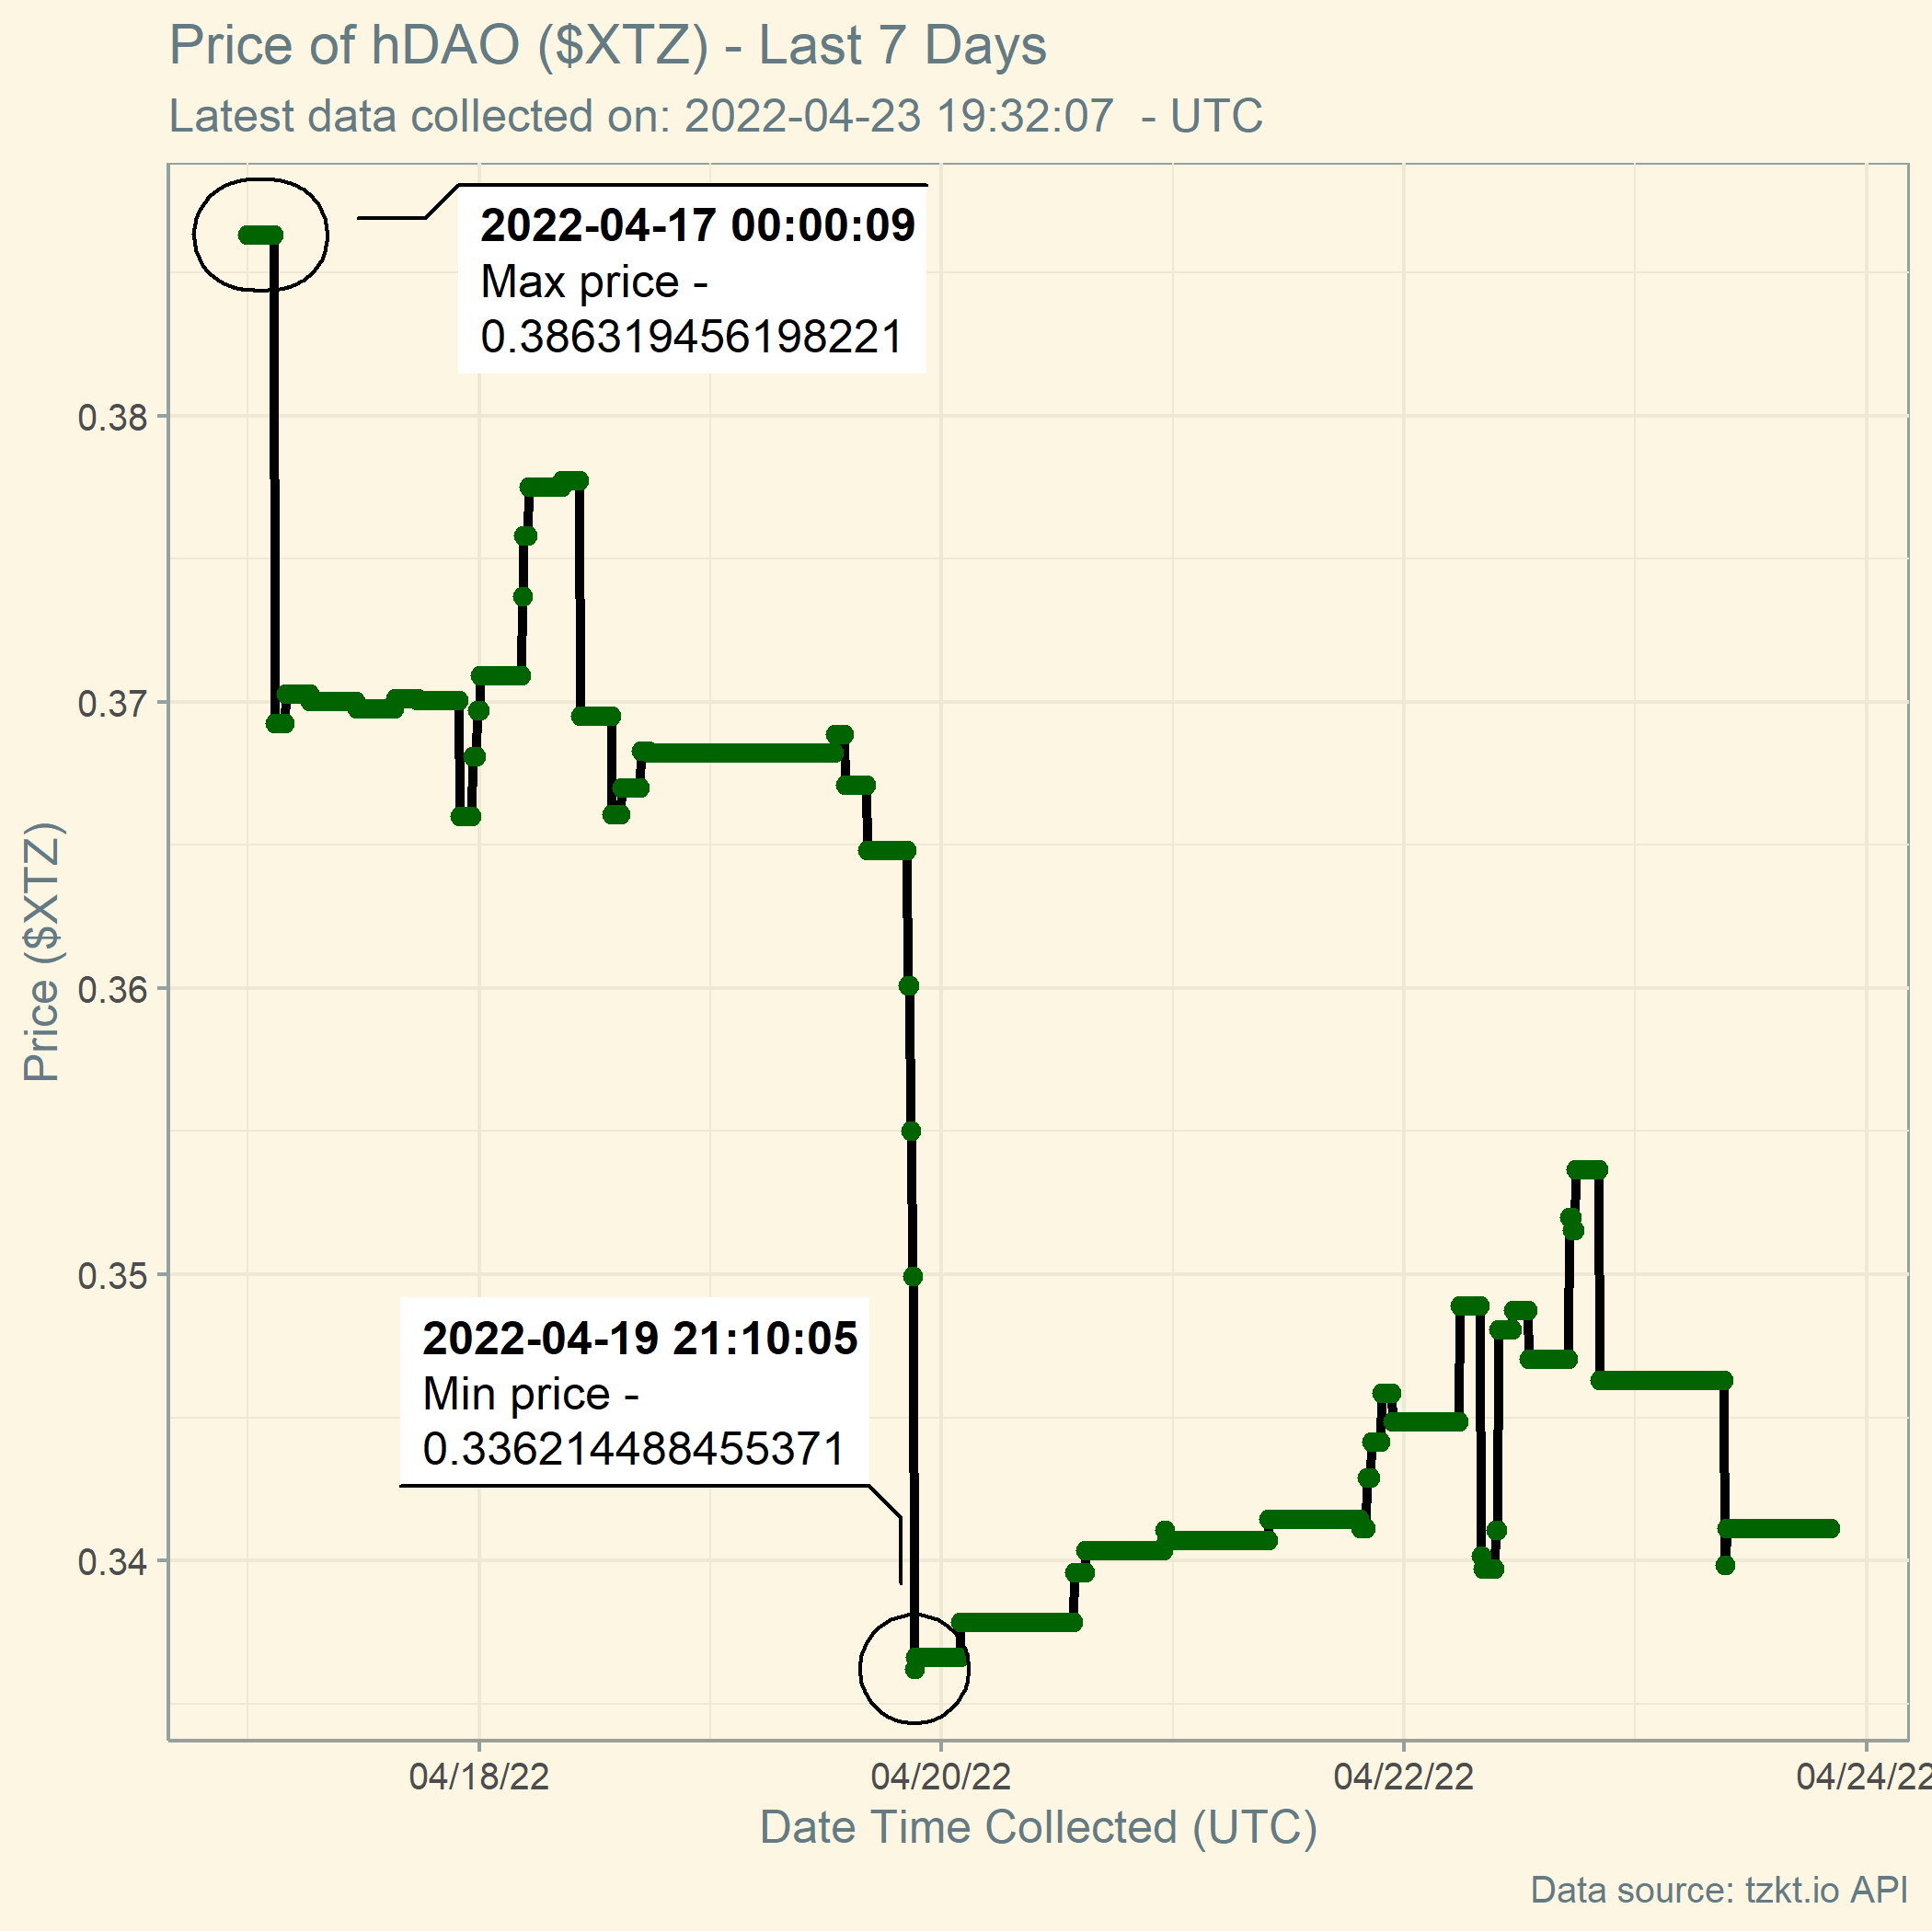 Price of hDAO ($XTZ) - Last 7 Days
Latest data collected on: 2022-04-23 19:32:07  - UTC
2022-04-17 00:00:09
Max price -
0.386319456198221
0.38
0.37
0.36
0.35
0.34
Price ($XTZ)
2022-04-19 21:10:05
Min price -
0.336214488455371
04/18/22
04/20/22
04/22/22
04/24/22
Date Time Collected (UTC)
Data source: tzkt.io API